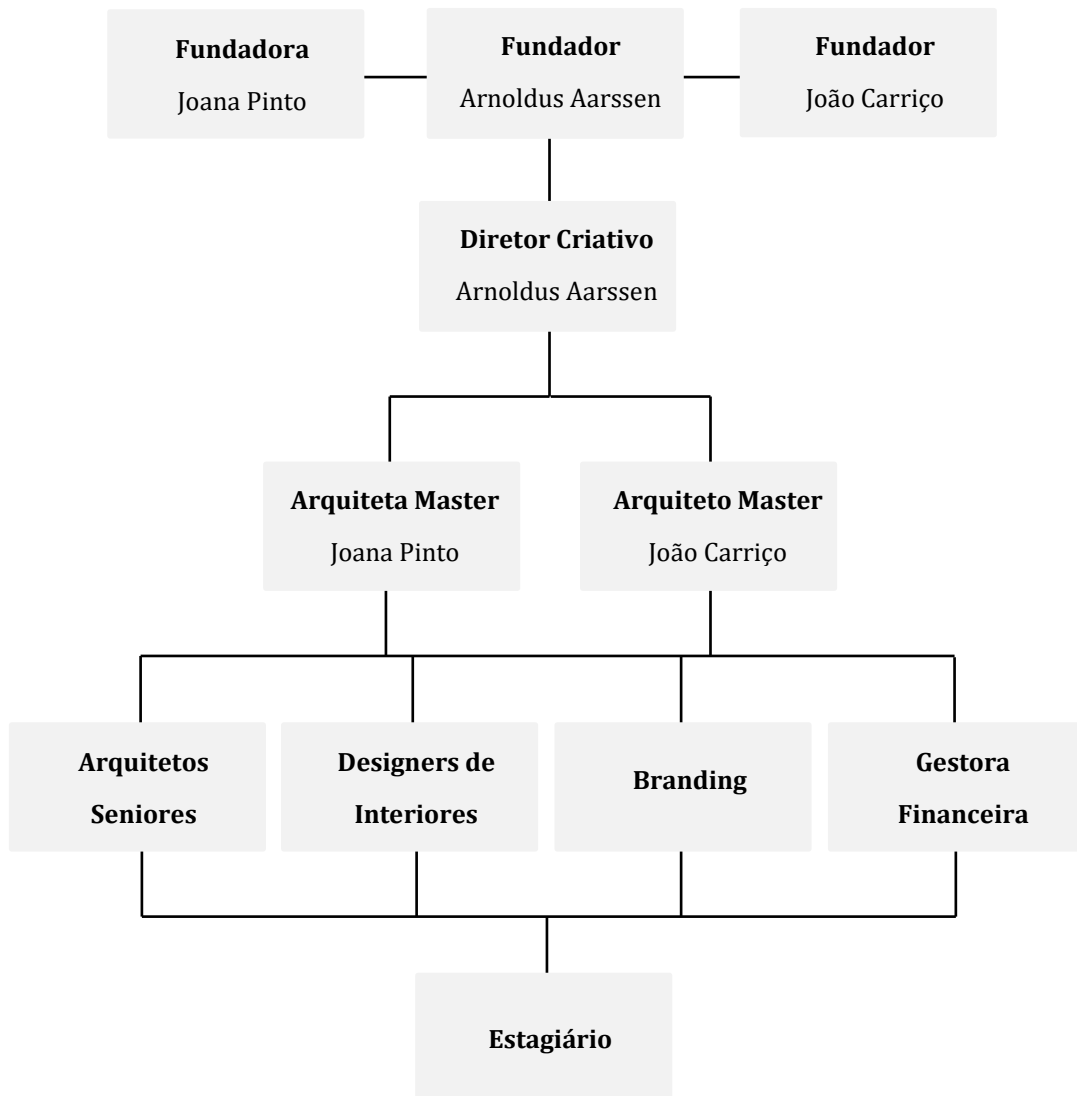 Fundadora
Joana Pinto
Fundador
Arnoldus Aarssen
Fundador
João Carriço
Diretor Criativo
Arnoldus Aarssen
Arquiteta Master
Joana Pinto
Arquiteto Master
João Carriço
Arquitetos
Seniores
Designers de
Interiores
Branding
Gestora
Financeira
Estagiário